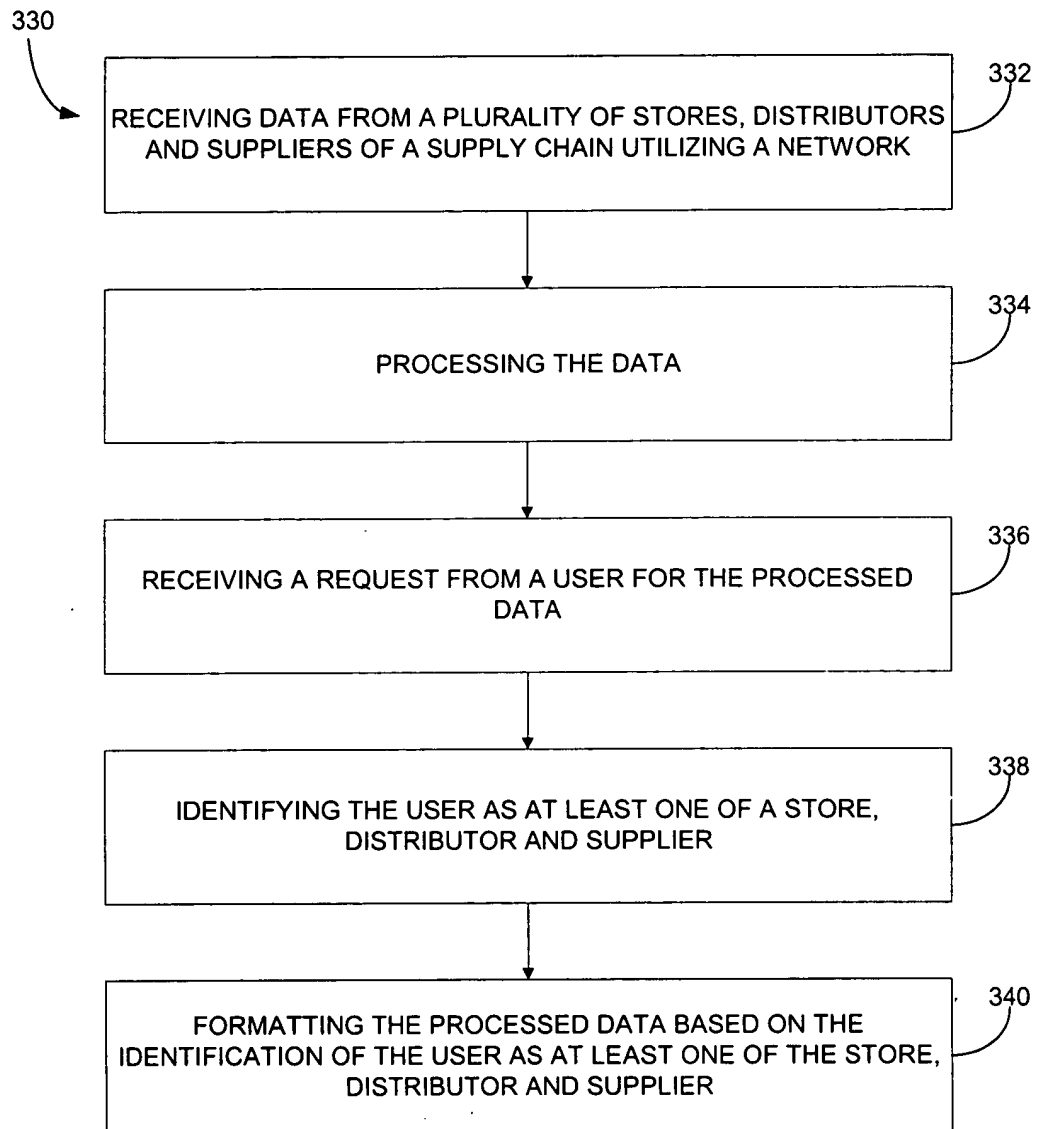 330
332
RECEIVING DATA FROM A PLURALITY OF STORES, DISTRIBUTORS
AND SUPPLIERS OF A SUPPLY CHAIN UTILIZING A NETWORK
334
PROCESSING THE DATA
336
RECEIVING A REQUEST FROM A USER FOR THE PROCESSED
DATA
338
IDENTIFYING THE USER AS AT LEAST ONE OF A STORE,
DISTRIBUTOR AND SUPPLIER
340
FORMATTING THE PROCESSED DATA BASED ON THE
IDENTIFICATION OF THE USER AS AT LEAST ONE OF THE STORE,
DISTRIBUTOR AND SUPPLIER